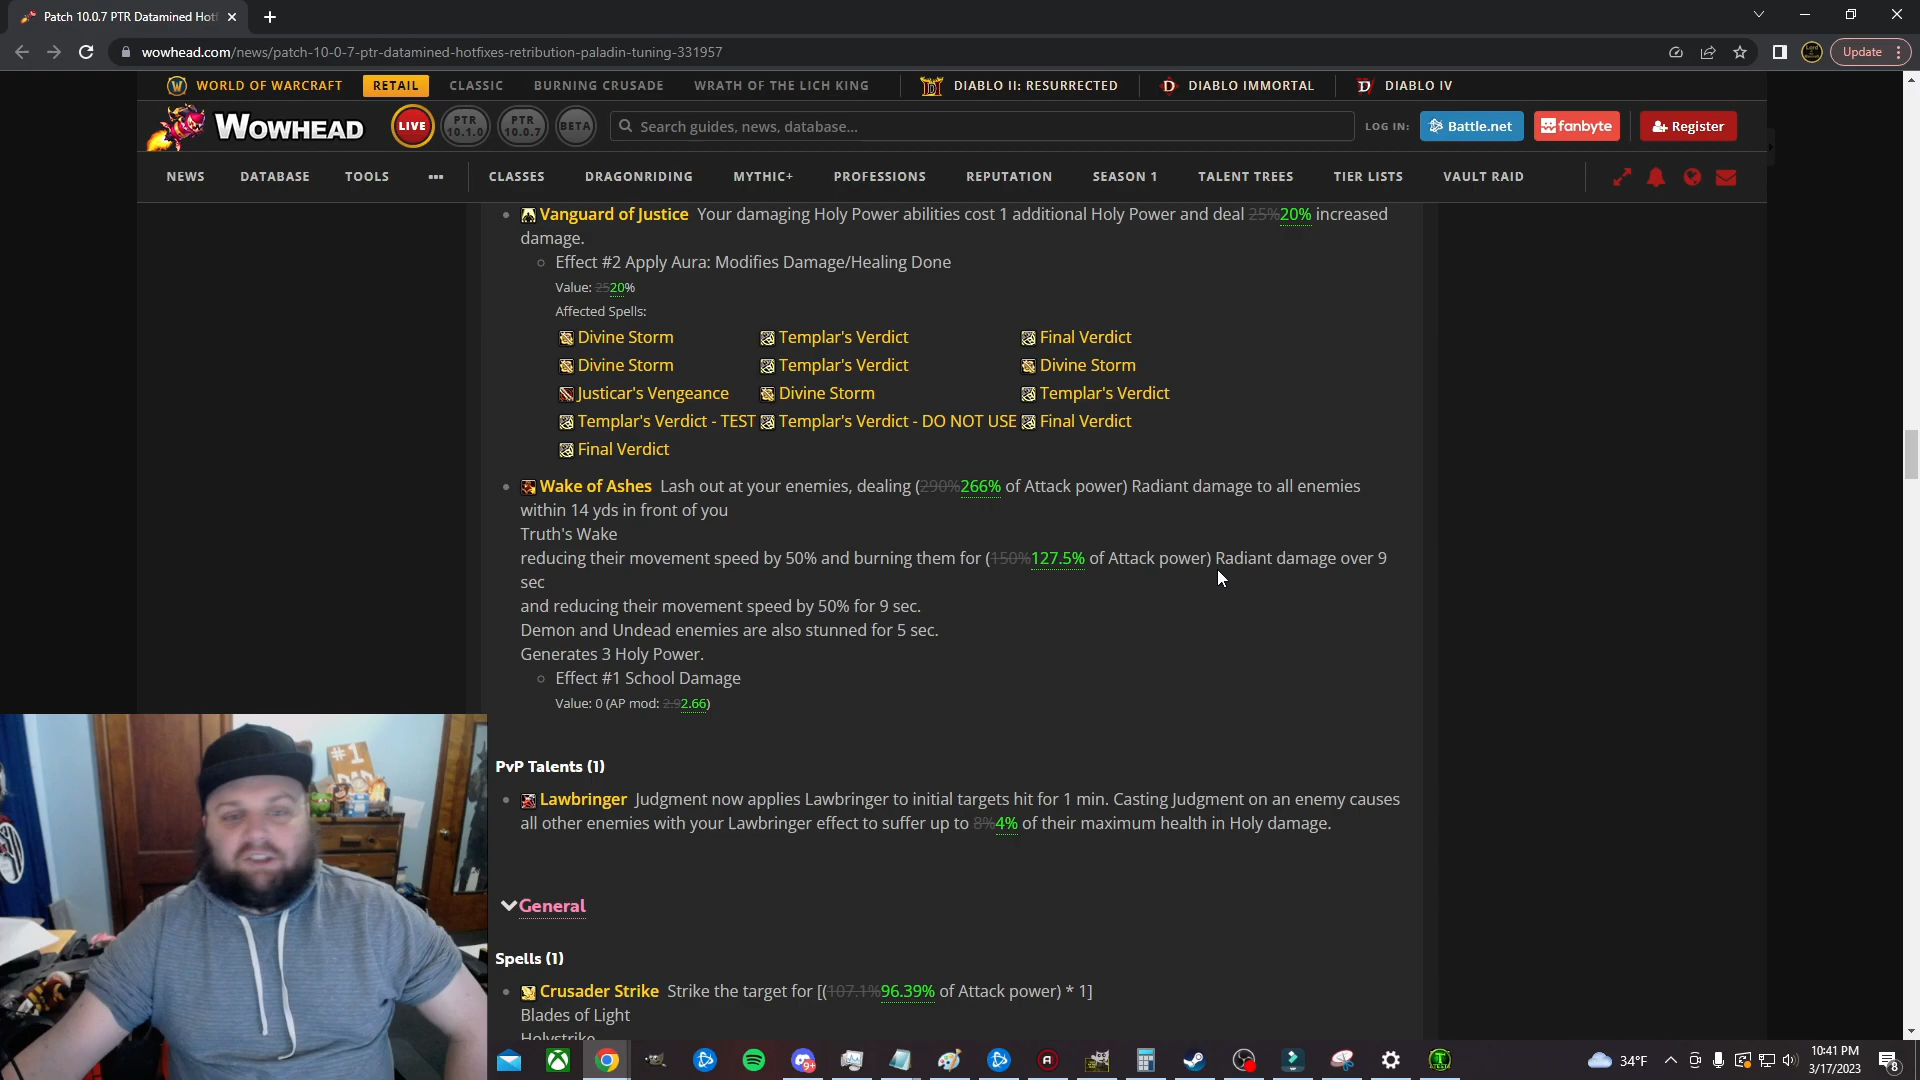 Patch 10.0.7 PTR Datamined Hotf
wowhead.com/news/patch-10-0-7-ptr-datamined-hotfixes-retribution-paladin-tuning-331957
Update
WORLD OF WARCRAFT RETAIL CLASSIC BURNING CRUSADE WRATH OF THE LICH KING DIABLO II: RESURRECTED DIABLO IMMORTAL DIABLO IV
WOWHEAD LIVE PTR 10.1.0 PTR 10.0.7 BETA Search guides, news, database... LOG IN: Battle.net fanbyte Register
NEWS DATABASE TOOLS ••• CLASSES DRAGONRIDING MYTHIC+ PROFESSIONS REPUTATION SEASON 1 TALENT TREES TIER LISTS VAULT RAID
Vanguard of Justice Your damaging Holy Power abilities cost 1 additional Holy Power and deal 25%20% increased
damage.
Effect #2 Apply Aura: Modifies Damage/Healing Done
Value: 2520%
Affected Spells:
Divine Storm Templar's Verdict Final Verdict
Divine Storm Templar's Verdict Divine Storm
Justicar's Vengeance Divine Storm Templar's Verdict
Templar's Verdict - TEST Templar's Verdict - DO NOT USE Final Verdict
Final Verdict
Wake of Ashes Lash out at your enemies, dealing (290%266% of Attack power) Radiant damage to all enemies
within 14 yds in front of you
Truth's Wake
reducing their movement speed by 50% and burning them for (150%127.5% of Attack power) Radiant damage over 9
sec
and reducing their movement speed by 50% for 9 sec.
Demon and Undead enemies are also stunned for 5 sec.
Generates 3 Holy Power.
Effect #1 School Damage
Value: 0 (AP mod: 2.92.66)
PvP Talents (1)
Lawbringer Judgment now applies Lawbringer to initial targets hit for 1 min. Casting Judgment on an enemy causes
all other enemies with your Lawbringer effect to suffer up to 8%4% of their maximum health in Holy damage.
General
Spells (1)
Crusader Strike Strike the target for [(107.1%96.39% of Attack power) * 1]
Blades of Light
Holystrike
#1
DAD
34°F
10:41 PM
3/17/2023
8